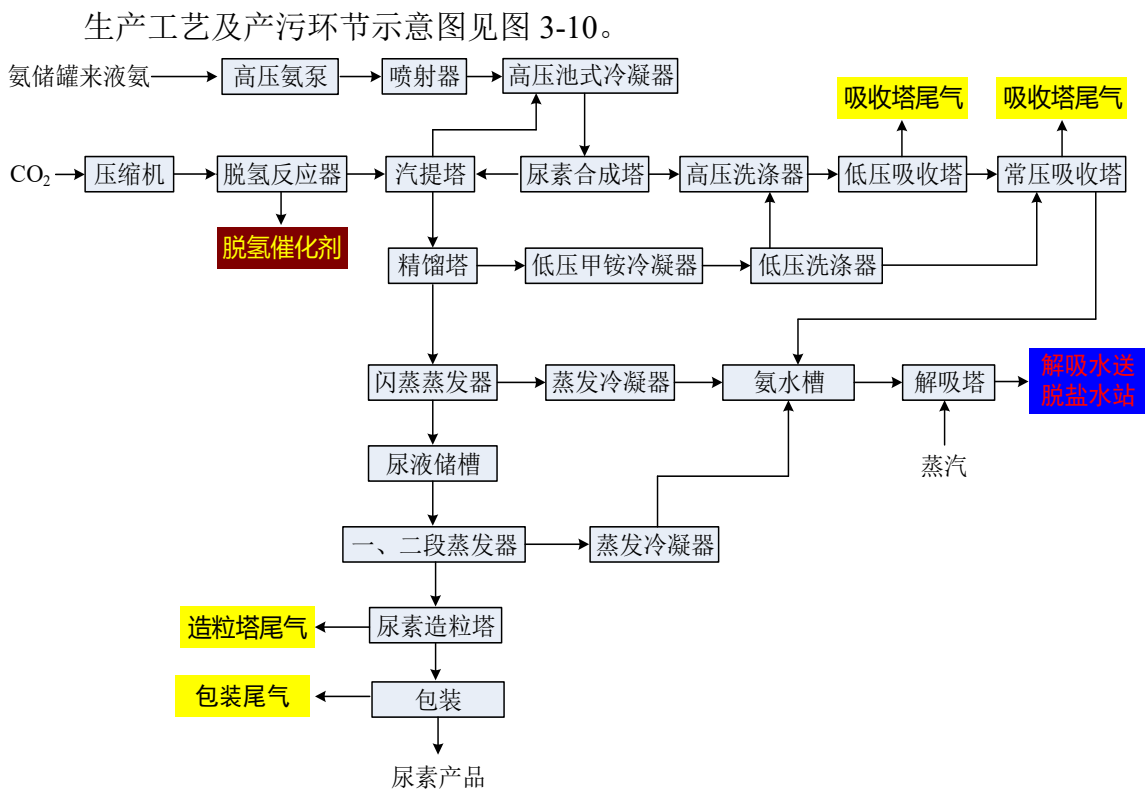 生产工艺及产污环节示意图见图 3-10。
氨储罐来液氨
高压氨泵
喷射器
高压池式冷凝器
吸收塔尾气
吸收塔尾气
CO₂
压缩机
脱氢反应器
汽提塔
尿素合成塔
高压洗涤器
低压吸收塔
常压吸收塔
脱氢催化剂
精馏塔
低压甲铵冷凝器
低压洗涤器
闪蒸蒸发器
蒸发冷凝器
氨水槽
解吸塔
解吸水送
脱盐水站
尿液储槽
蒸汽
一、二段蒸发器
蒸发冷凝器
造粒塔尾气
尿素造粒塔
包装尾气
包装
尿素产品